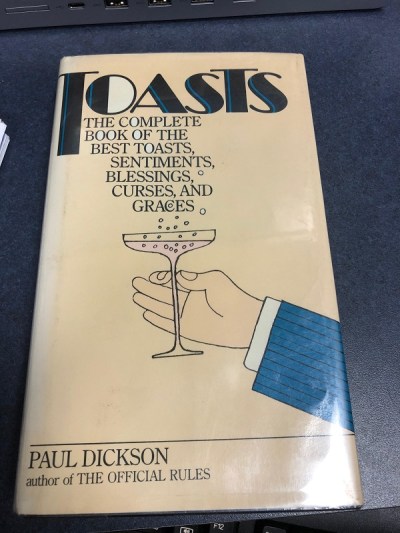 TOASTS
THE COMPLETE
BOOK OF THE
BEST TOASTS,
SENTIMENTS,
BLESSINGS,
CURSES, AND
GRACES
PAUL DICKSON
author of THE OFFICIAL RULES
F12